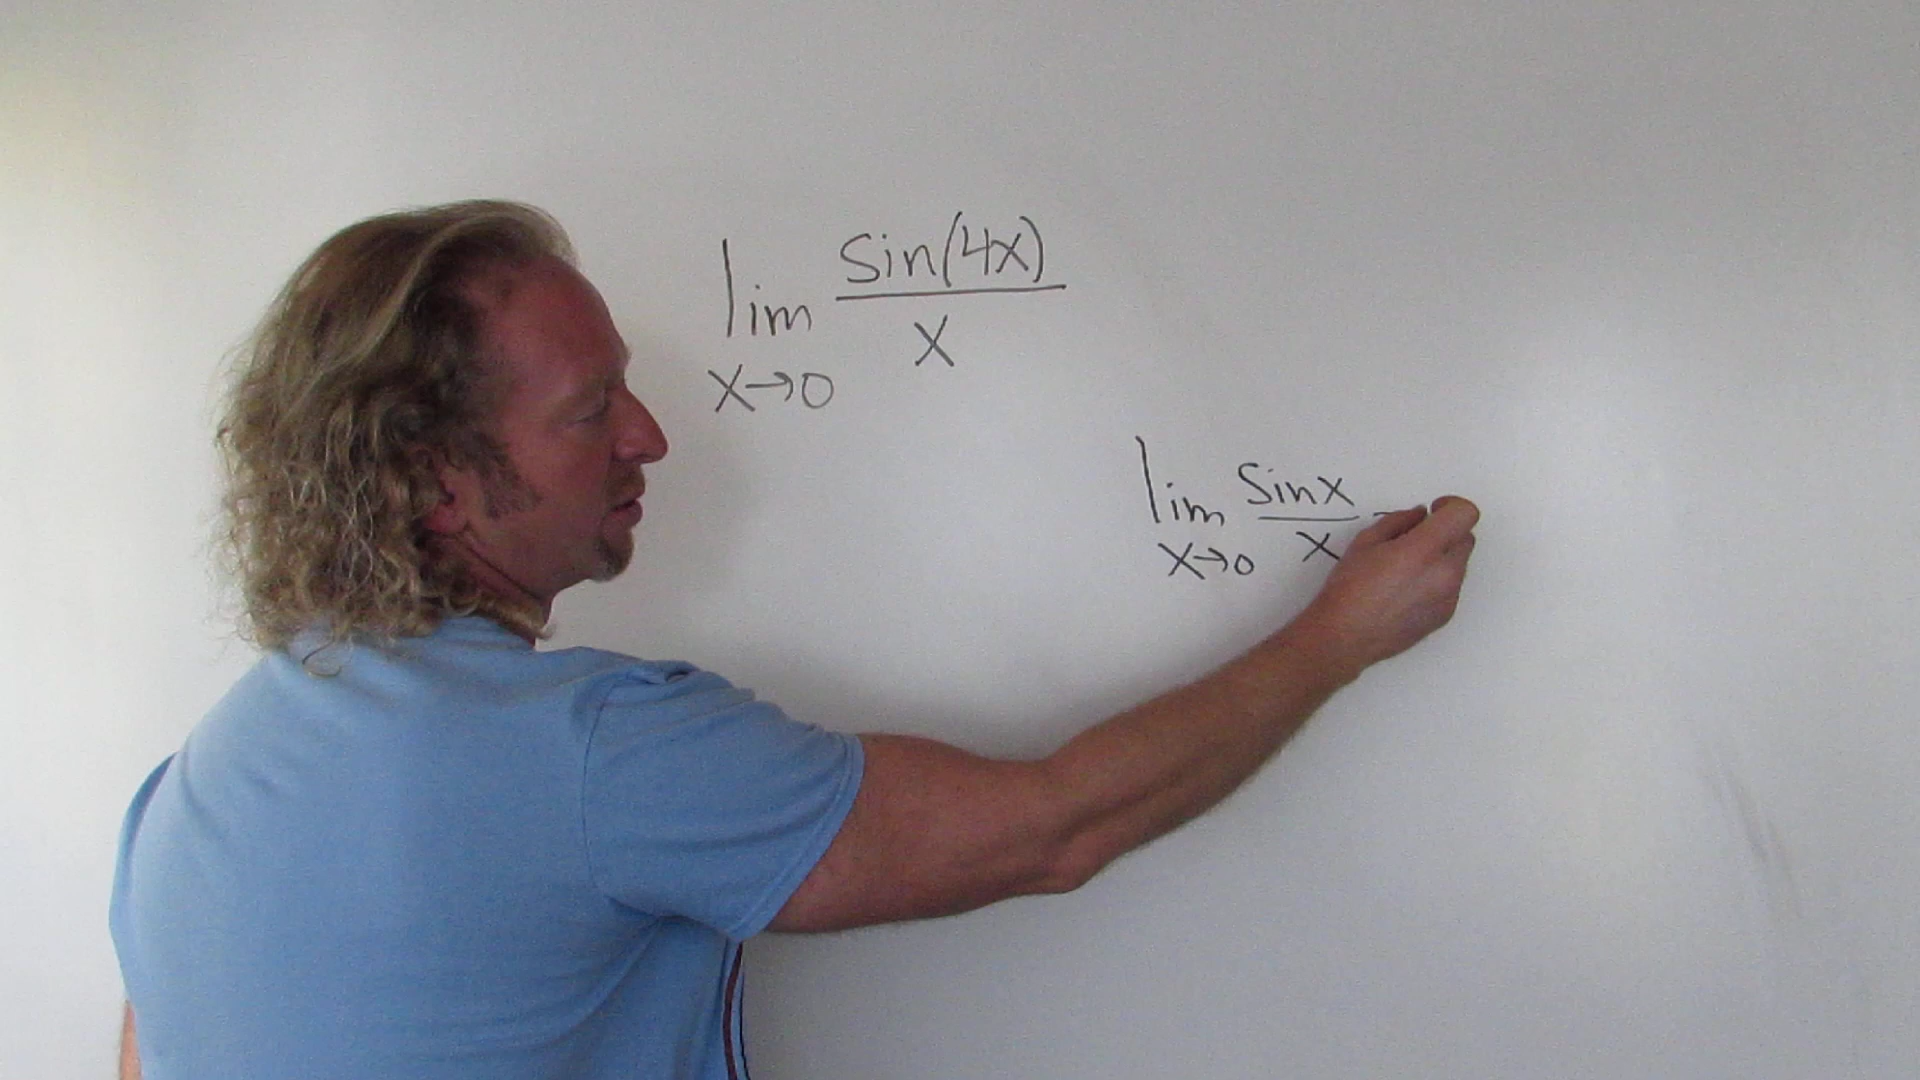 lim sin(4x)
x→0 x
lim sinx
x→0 x